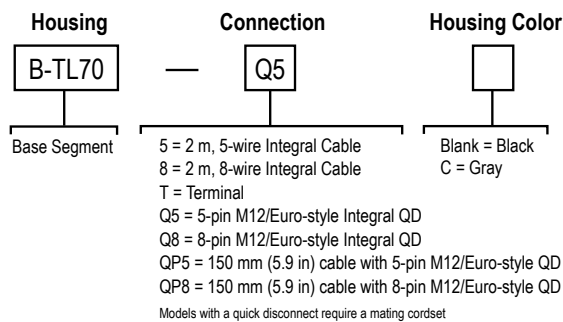 Housing Connection Housing Color
B-TL70 — Q5
Base Segment
5 = 2 m, 5-wire Integral Cable
8 = 2 m, 8-wire Integral Cable
T = Terminal
Q5 = 5-pin M12/Euro-style Integral QD
Q8 = 8-pin M12/Euro-style Integral QD
QP5 = 150 mm (5.9 in) cable with 5-pin M12/Euro-style QD
QP8 = 150 mm (5.9 in) cable with 8-pin M12/Euro-style QD
Models with a quick disconnect require a mating cordset
Blank = Black
C = Gray